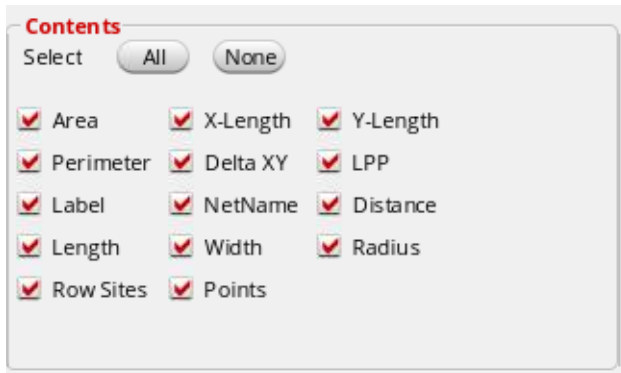 Contents
Select All None
Area X-Length Y-Length
Perimeter Delta XY LPP
Label NetName Distance
Length Width Radius
Row Sites Points